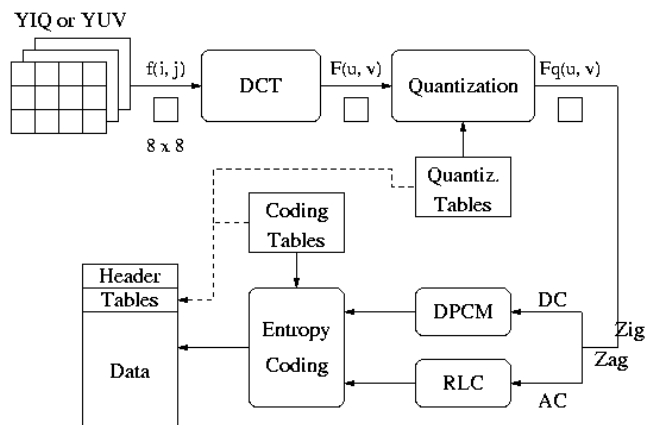 YIQ or YUV
f(i, j)
DCT
F(u, v)
Quantization
Fq(u, v)
8 x 8
Quantiz.
Tables
Coding
Tables
Header
Tables
Data
Entropy
Coding
DPCM
DC
Zig
Zag
RLC
AC